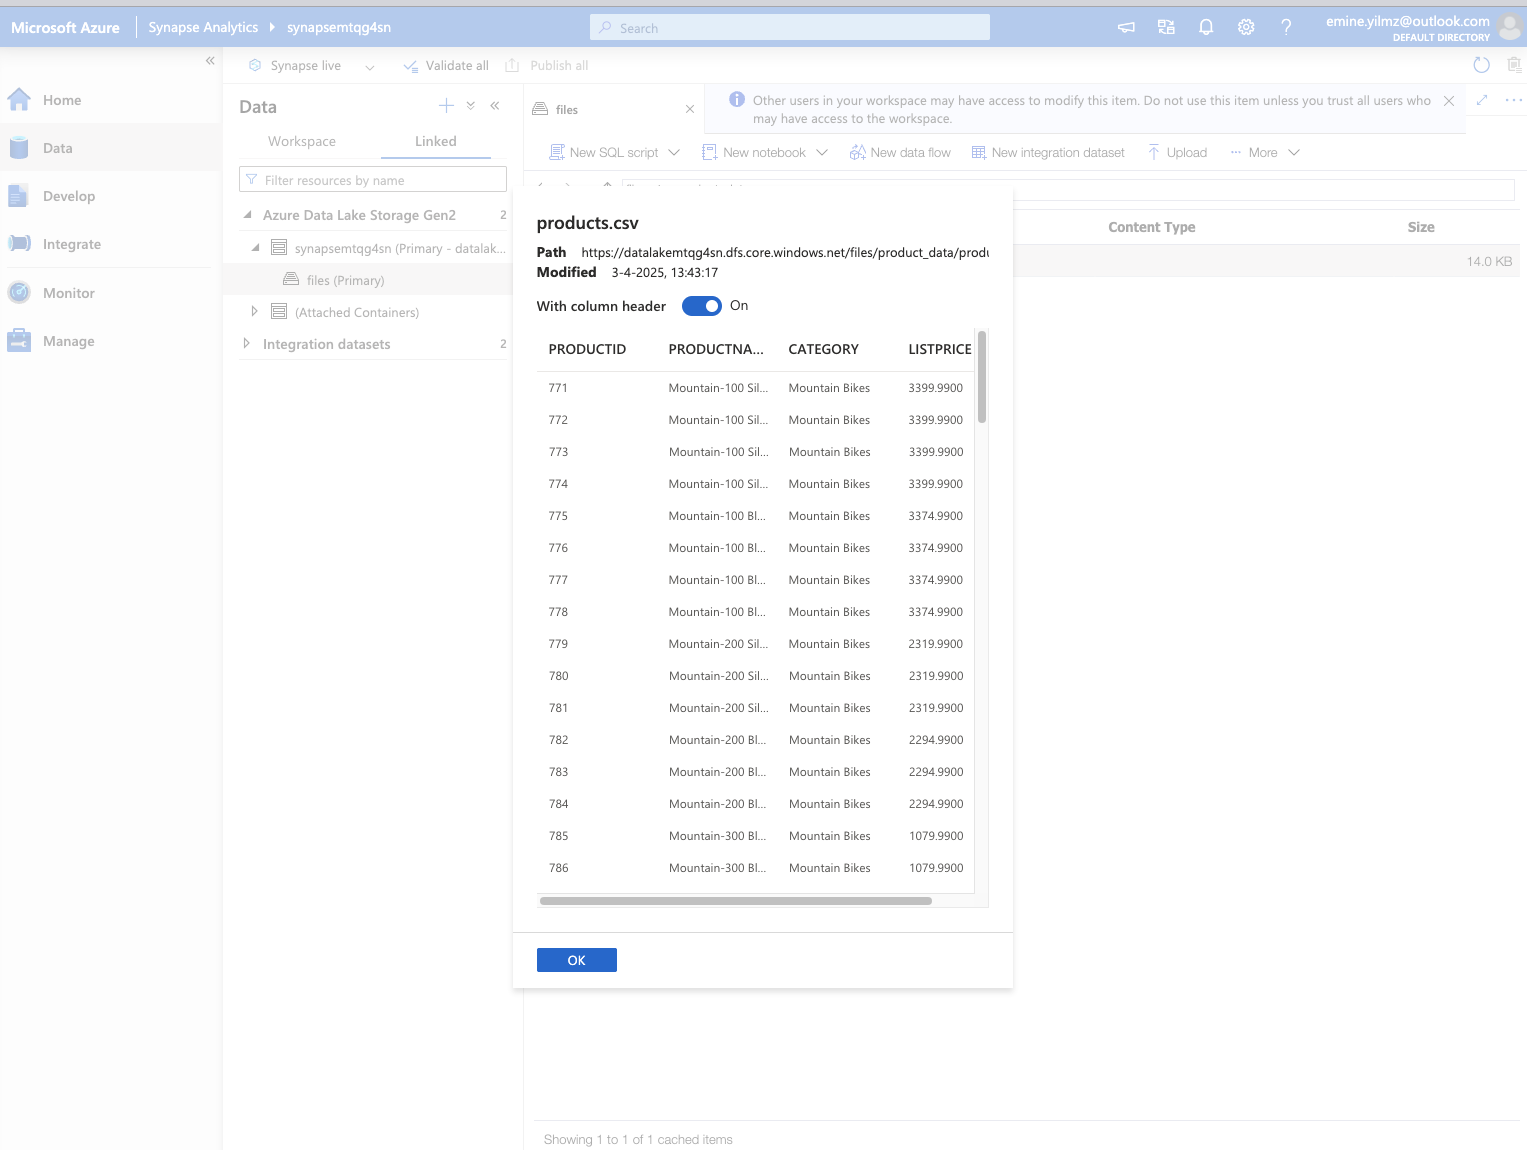 Microsoft Azure
Synapse Analytics
synapsemtqg4sn
Search
emine.yilmz@outlook.com
DEFAULT DIRECTORY
Home
Data
Develop
Integrate
Monitor
Manage
Synapse live
Validate all
Publish all
Data
Workspace
Linked
Filter resources by name
Azure Data Lake Storage Gen2 2
synapsemtqg4sn (Primary - datalak...
files (Primary)
(Attached Containers)
Integration datasets 2
files
Other users in your workspace may have access to modify this item. Do not use this item unless you trust all users who
may have access to the workspace.
New SQL script
New notebook
New data flow
New integration dataset
Upload
More
Content Type
Size
14.0 KB
products.csv
Path https://datalakemtqg4sn.dfs.core.windows.net/files/product_data/produ
Modified 3-4-2025, 13:43:17
With column header On
PRODUCTID PRODUCTNA... CATEGORY LISTPRICE
771 Mountain-100 Sil... Mountain Bikes 3399.9900
772 Mountain-100 Sil... Mountain Bikes 3399.9900
773 Mountain-100 Sil... Mountain Bikes 3399.9900
774 Mountain-100 Sil... Mountain Bikes 3399.9900
775 Mountain-100 Bl... Mountain Bikes 3374.9900
776 Mountain-100 Bl... Mountain Bikes 3374.9900
777 Mountain-100 Bl... Mountain Bikes 3374.9900
778 Mountain-100 Bl... Mountain Bikes 3374.9900
779 Mountain-200 Sil... Mountain Bikes 2319.9900
780 Mountain-200 Sil... Mountain Bikes 2319.9900
781 Mountain-200 Sil... Mountain Bikes 2319.9900
782 Mountain-200 Bl... Mountain Bikes 2294.9900
783 Mountain-200 Bl... Mountain Bikes 2294.9900
784 Mountain-200 Bl... Mountain Bikes 2294.9900
785 Mountain-300 Bl... Mountain Bikes 1079.9900
786 Mountain-300 Bl... Mountain Bikes 1079.9900
OK
Showing 1 to 1 of 1 cached items